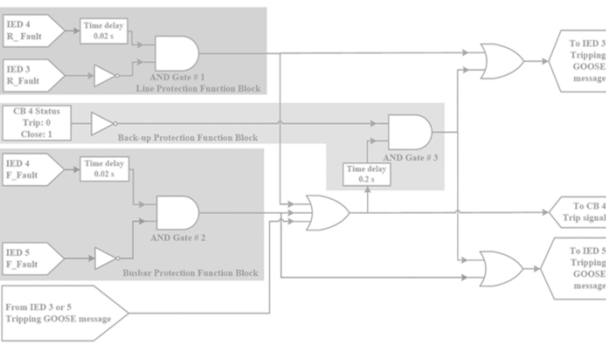 IED 4
R_ Fault
Time delay
0.02 s
IED 3
R_Fault
AND Gate # 1
Line Protection Function Block
To IED 3
Tripping
GOOSE
message
CB 4 Status
Trip: 0
Close: 1
Back-up Protection Function Block
AND Gate # 3
Time delay
0.2 s
IED 4
F_Fault
Time delay
0.02 s
AND Gate # 2
IED 5
F_Fault
Busbar Protection Function Block
To CB 4
Trip signal
To IED 5
Tripping
GOOSE
message
From IED 3 or 5
Tripping GOOSE message